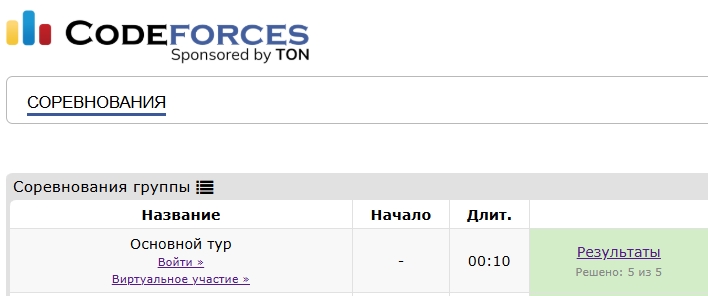 CODEFORCES
Sponsored by TON
СОРЕВНОВАНИЯ
Соревнования группы
Название Начало Длит.
Основной тур
Войти »
Виртуальное участие »
- 00:10
Результаты
Решено: 5 из 5